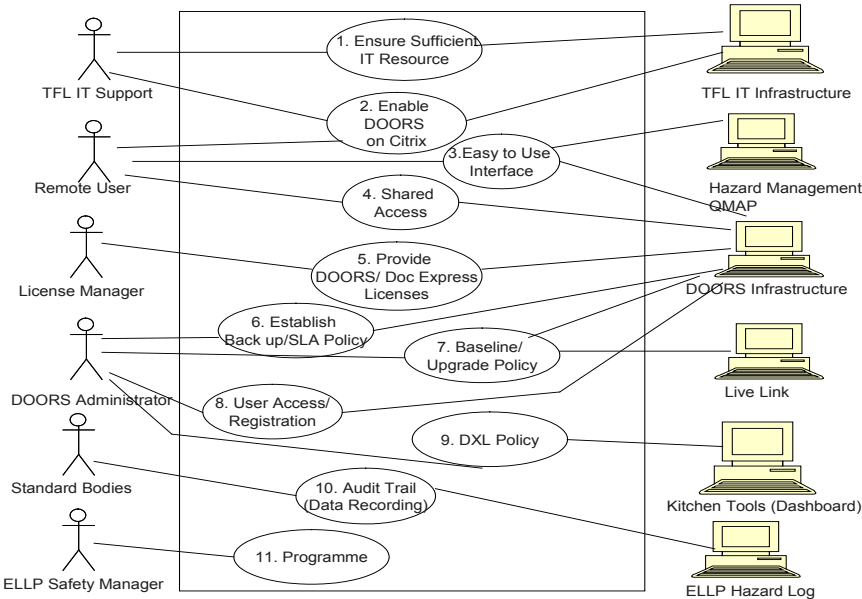 1. Ensure Sufficient
IT Resource
TFL IT Support
TFL IT Infrastructure
2. Enable
DOORS
on Citrix
3.Easy to Use
Interface
Remote User
Hazard Management
QMAP
4. Shared
Access
5. Provide
DOORS/ Doc Express
Licenses
License Manager
DOORS Infrastructure
6. Establish
Back up/SLA Policy
7. Baseline/
Upgrade Policy
DOORS Administrator
Live Link
8. User Access/
Registration
9. DXL Policy
Standard Bodies
10. Audit Trail
(Data Recording)
Kitchen Tools (Dashboard)
11. Programme
ELLP Safety Manager
ELLP Hazard Log